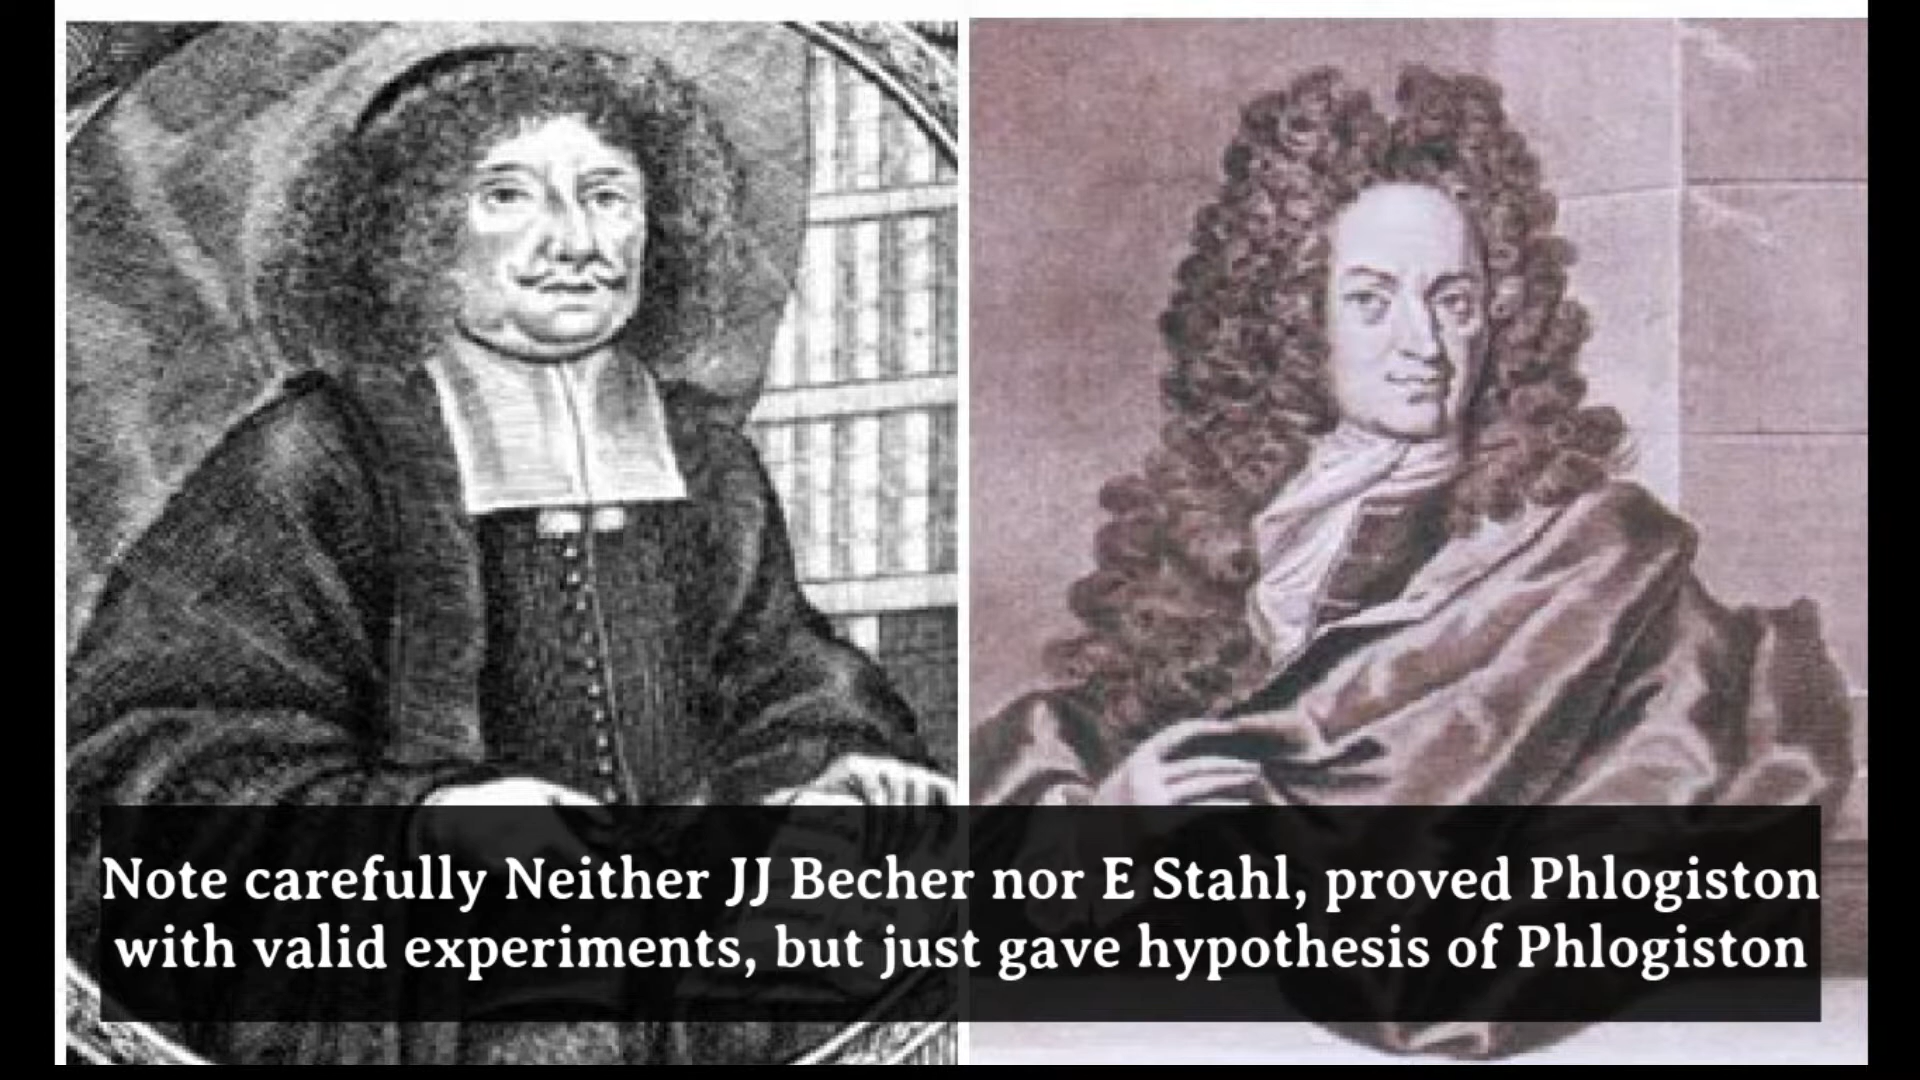 Note carefully Neither JJ Becher nor E Stahl, proved Phlogiston
with valid experiments, but just gave hypothesis of Phlogiston